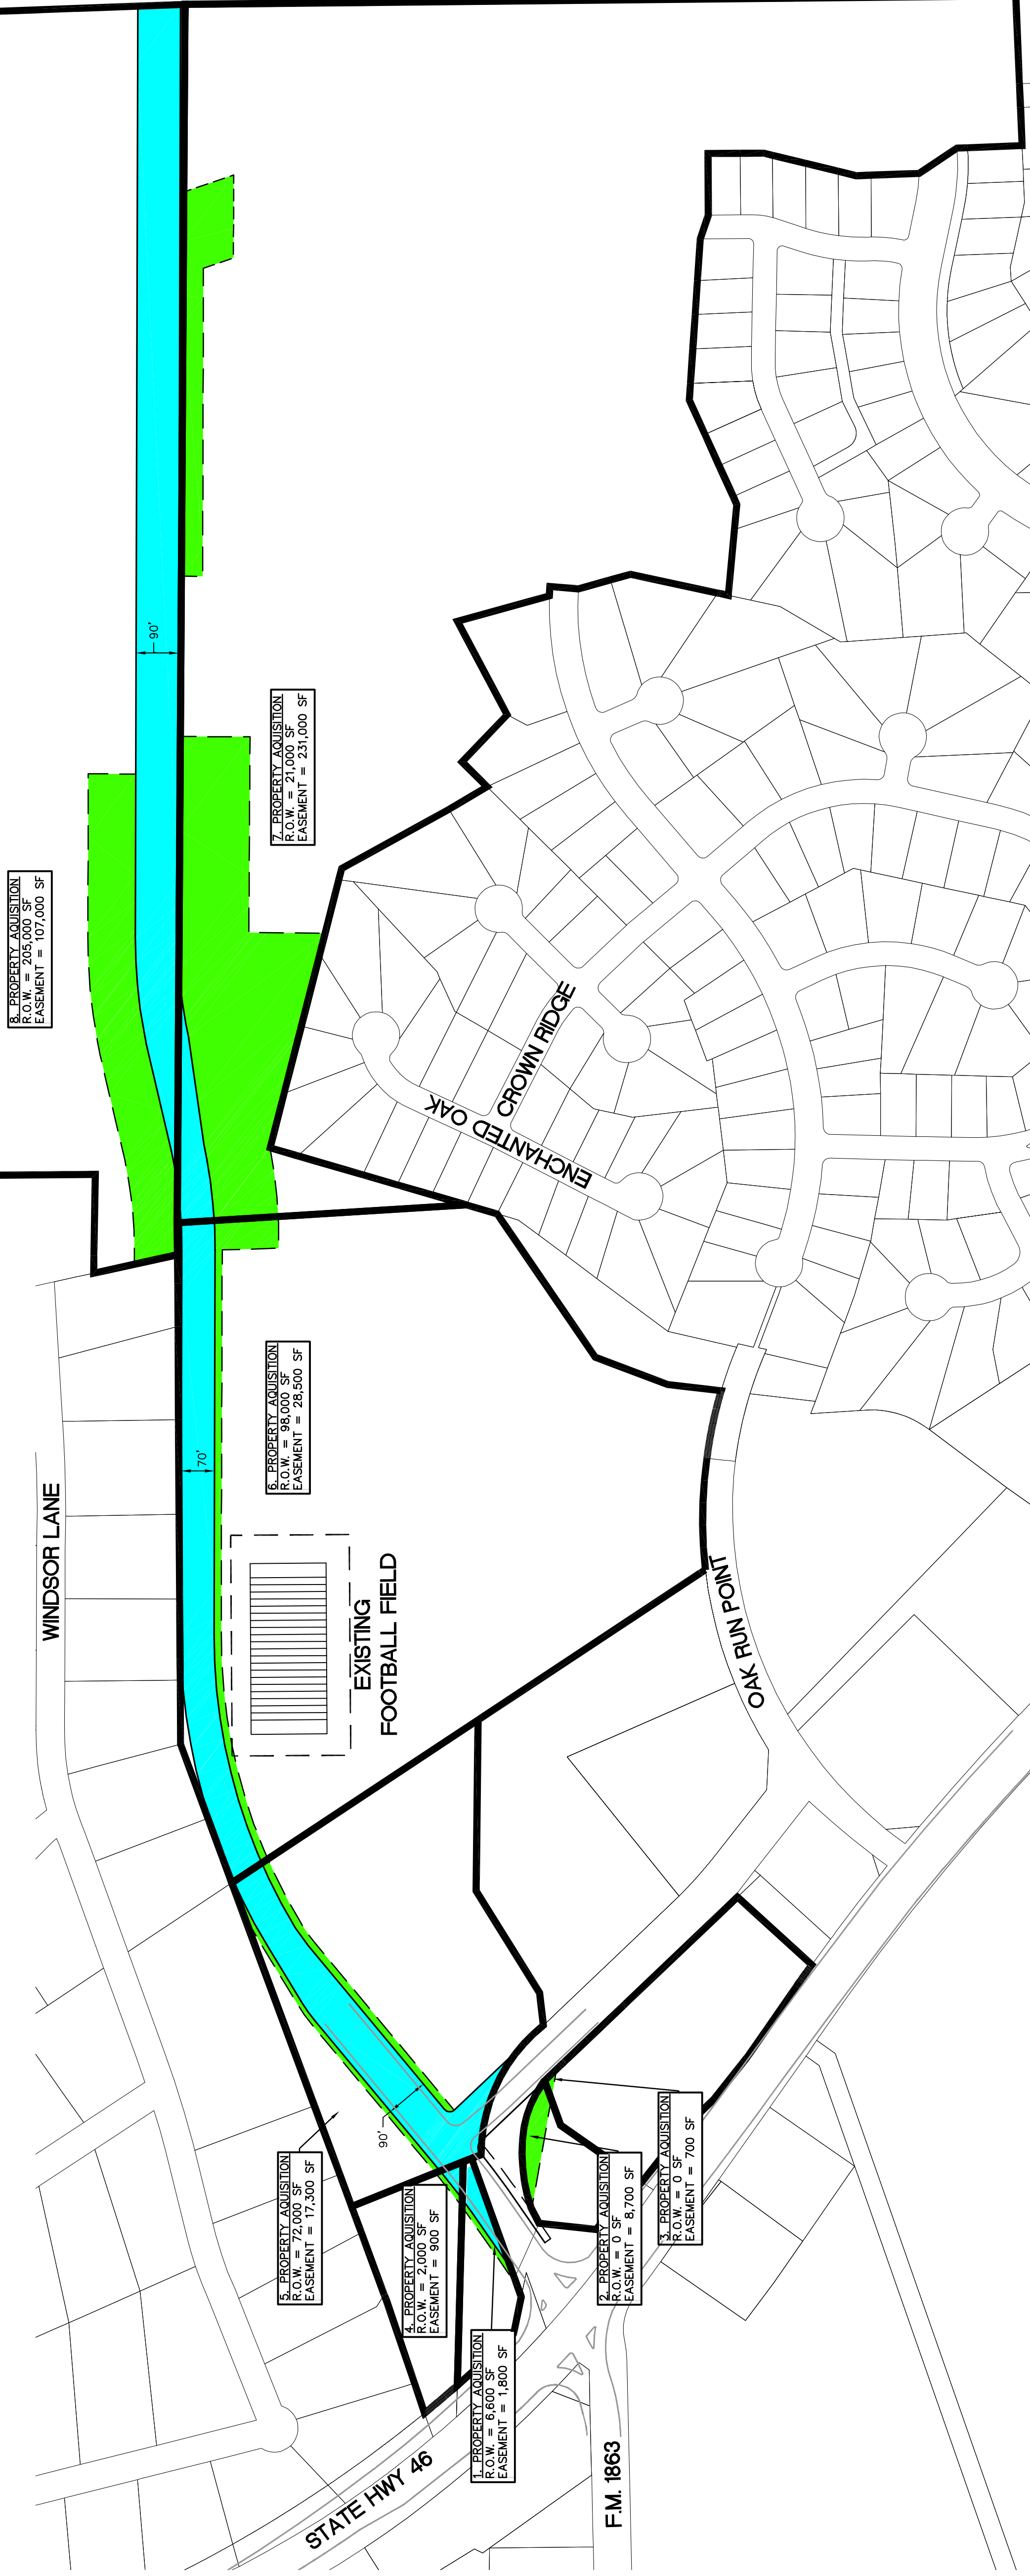 8. PROPERTY AQUISITION
R.O.W. = 205,000 SF
EASEMENT = 107,000 SF
90'
7. PROPERTY AQUISITION
R.O.W. = 21,000 SF
EASEMENT = 231,000 SF
CROWN RIDGE
ENCHANTED OAK
6. PROPERTY AQUISITION
R.O.W. = 98,000 SF
EASEMENT = 28,500 SF
70'
WINDSOR LANE
EXISTING
FOOTBALL FIELD
OAK RUN POINT
90'
5. PROPERTY AQUISITION
R.O.W. = 72,000 SF
EASEMENT = 17,300 SF
4. PROPERTY AQUISITION
R.O.W. = 2,000 SF
EASEMENT = 900 SF
3. PROPERTY AQUISITION
R.O.W. = 0 SF
EASEMENT = 700 SF
2. PROPERTY AQUISITION
R.O.W. = 0 SF
EASEMENT = 8,700 SF
1. PROPERTY AQUISITION
R.O.W. = 6,600 SF
EASEMENT = 1,800 SF
STATE HWY 46
F.M. 1863